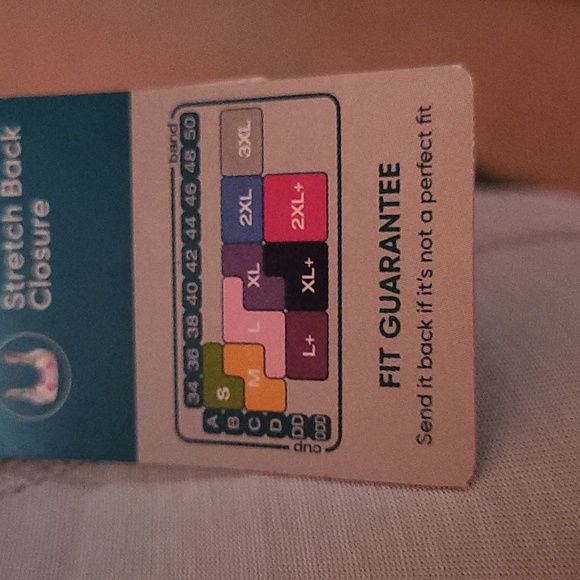 Stretch Back
Closure
band
34 36 38 40 42 44 46 48 50
A
B
C
D
DD
DDD
cup
S
M
L
XL
2XL
3XL
L+
XL+
2XL+
FIT GUARANTEE
Send it back if it's not a perfect fit